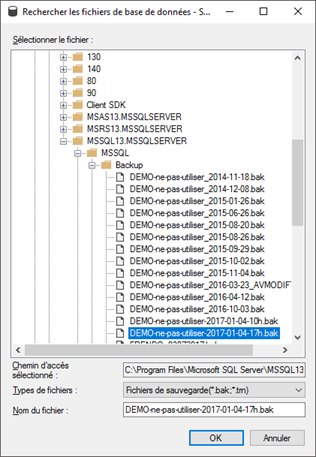 Rechercher les fichiers de base de données - S...
Sélectionner le fichier :
130
140
80
90
Client SDK
MSAS13.MSSQLSERVER
MSRS13.MSSQLSERVER
MSSQL13.MSSQLSERVER
MSSQL
Backup
DEMO-ne-pas-utiliser_2014-11-18.bak
DEMO-ne-pas-utiliser_2014-12-08.bak
DEMO-ne-pas-utiliser_2015-01-26.bak
DEMO-ne-pas-utiliser_2015-06-26.bak
DEMO-ne-pas-utiliser_2015-08-20.bak
DEMO-ne-pas-utiliser_2015-08-26.bak
DEMO-ne-pas-utiliser_2015-09-29.bak
DEMO-ne-pas-utiliser_2015-10-02.bak
DEMO-ne-pas-utiliser_2015-11-04.bak
DEMO-ne-pas-utiliser_2016-03-23_AVMODIF
DEMO-ne-pas-utiliser_2016-04-12.bak
DEMO-ne-pas-utiliser_2016-10-03.bak
DEMO-ne-pas-utiliser-2017-01-04-10h.bak
DEMO-ne-pas-utiliser-2017-01-04-17h.bak
Chemin d'accès
sélectionné :
C:\Program Files\Microsoft SQL Server\MSSQL13
Types de fichiers :
Fichiers de sauvegarde(*.bak;*.trn)
Nom du fichier :
DEMO-ne-pas-utiliser-2017-01-04-17h.bak
OK
Annuler